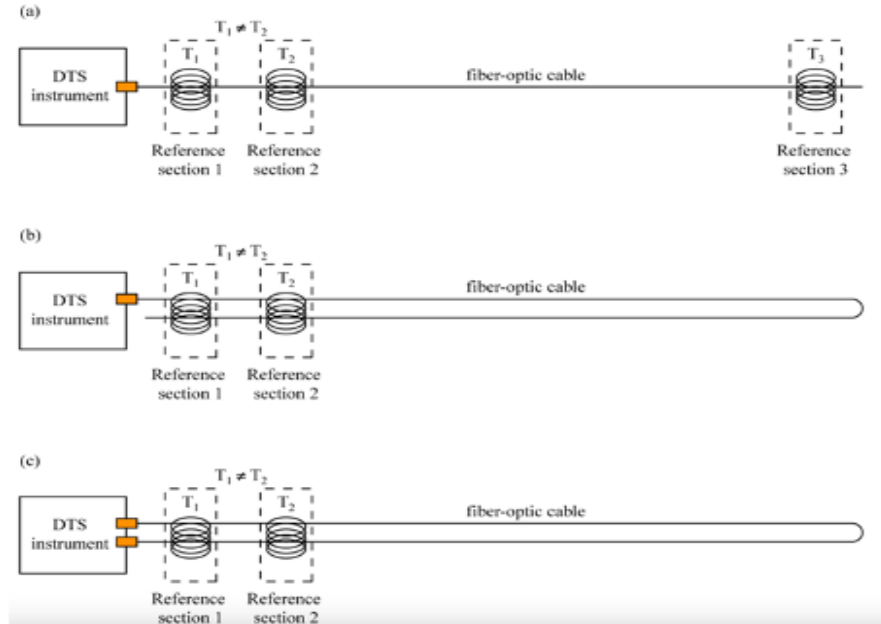 (a)
T1 ≠ T2
T1
T2
T3
DTS
instrument
fiber-optic cable
Reference
section 1
Reference
section 2
Reference
section 3
(b)
T1 ≠ T2
T1
T2
DTS
instrument
fiber-optic cable
Reference
section 1
Reference
section 2
(c)
T1 ≠ T2
T1
T2
DTS
instrument
fiber-optic cable
Reference
section 1
Reference
section 2